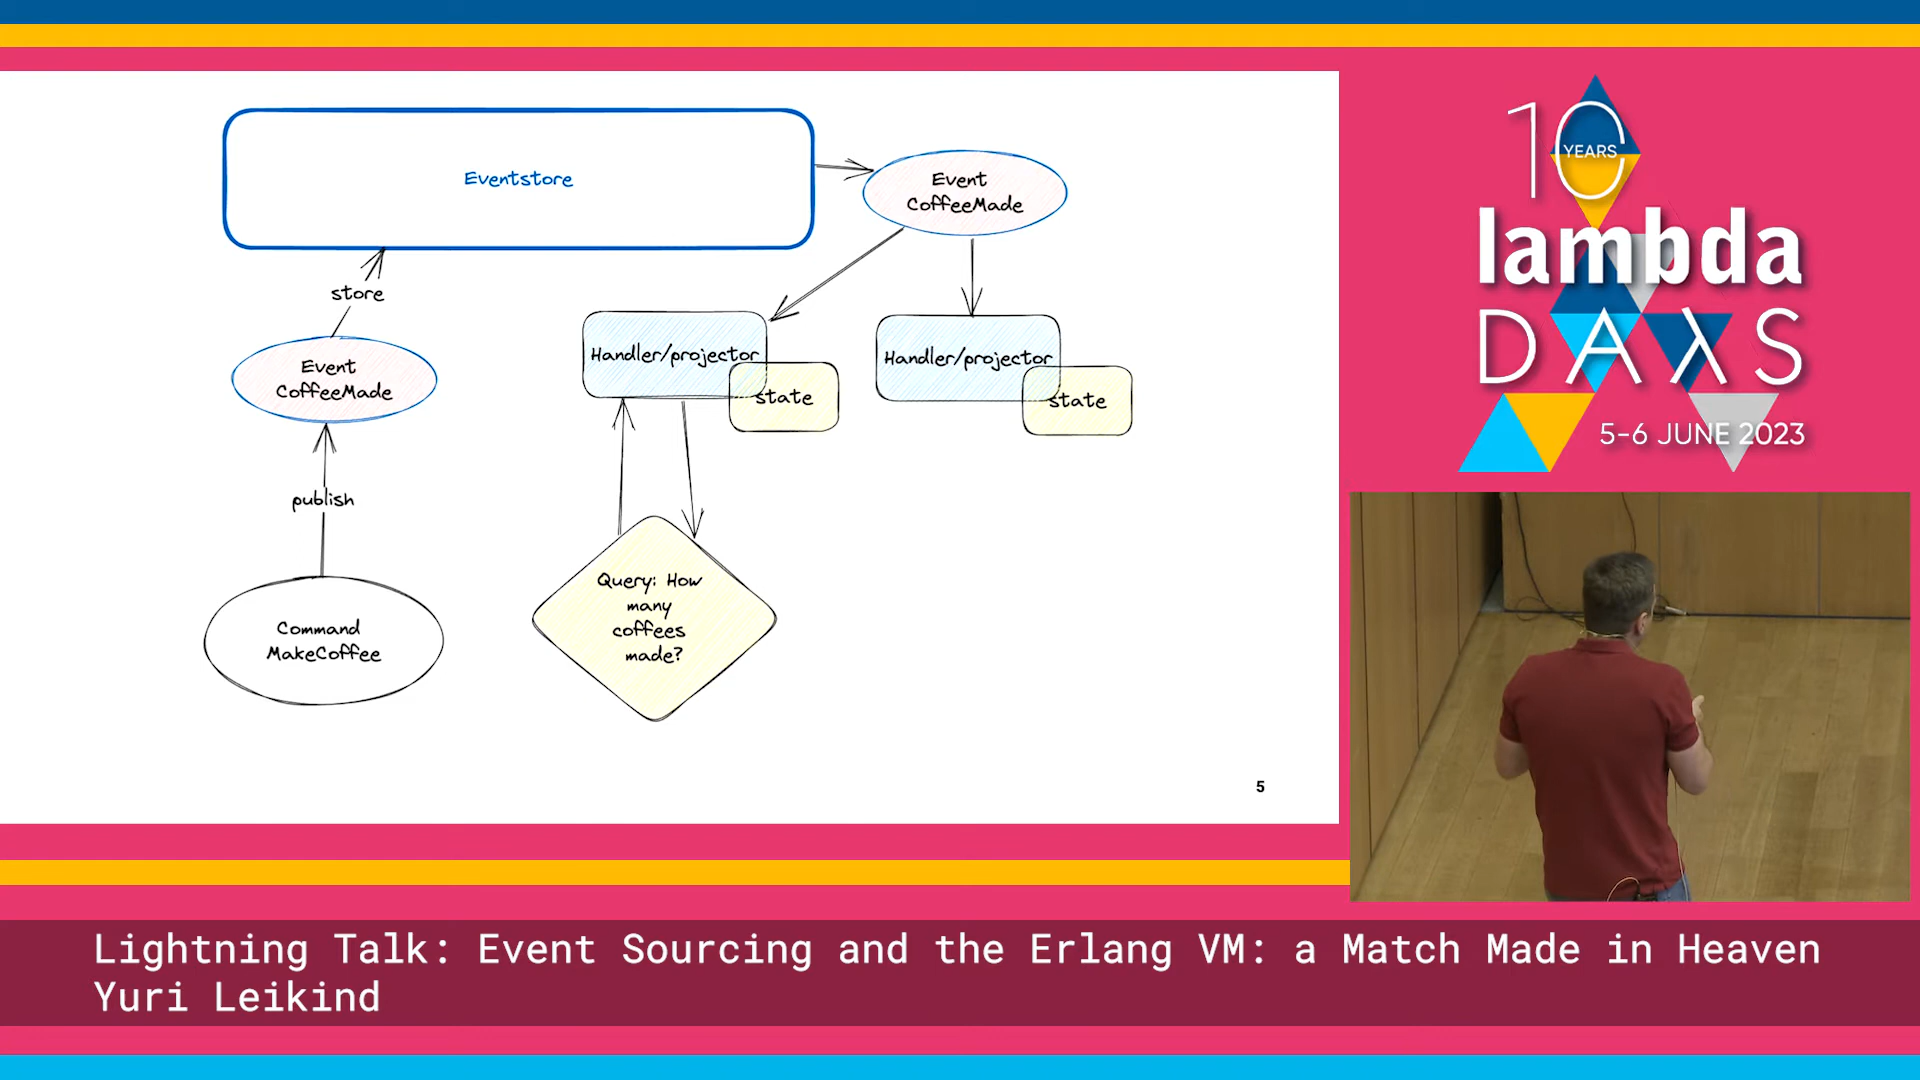 Eventstore
Event
CoffeeMade
store
Event
CoffeeMade
Handler/projector
state
Handler/projector
state
publish
Query: How
many
coffees
made?
Command
MakeCoffee
5
10
YEARS
lambda
DAλS
5-6 JUNE 2023
Lightning Talk: Event Sourcing and the Erlang VM: a Match Made in Heaven
Yuri Leikind